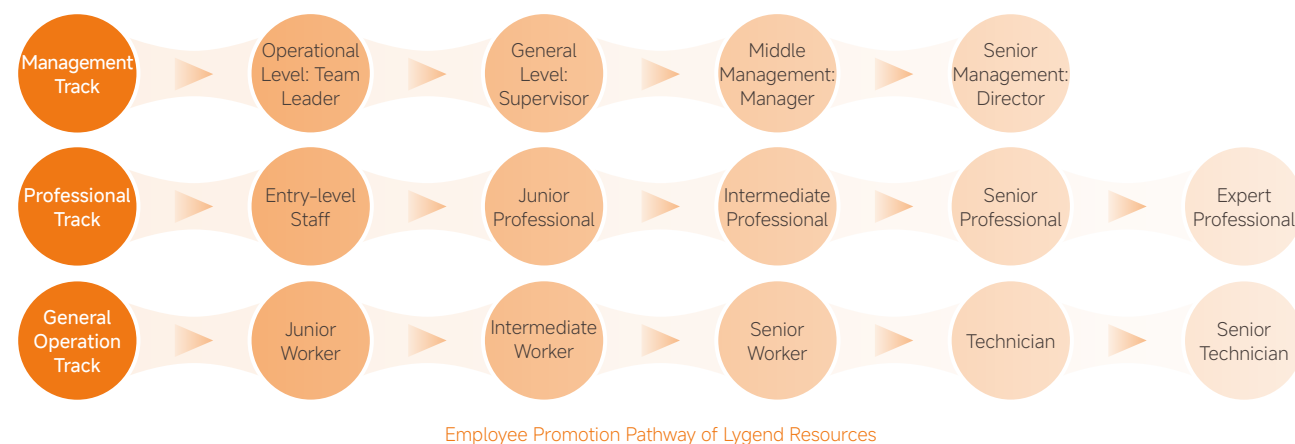 Management
Track
Operational
Level: Team
Leader
General
Level:
Supervisor
Middle
Management:
Manager
Senior
Management:
Director
Professional
Track
Entry-level
Staff
Junior
Professional
Intermediate
Professional
Senior
Professional
Expert
Professional
General
Operation
Track
Junior
Worker
Intermediate
Worker
Senior
Worker
Technician
Senior
Technician
Employee Promotion Pathway of Lygend Resources